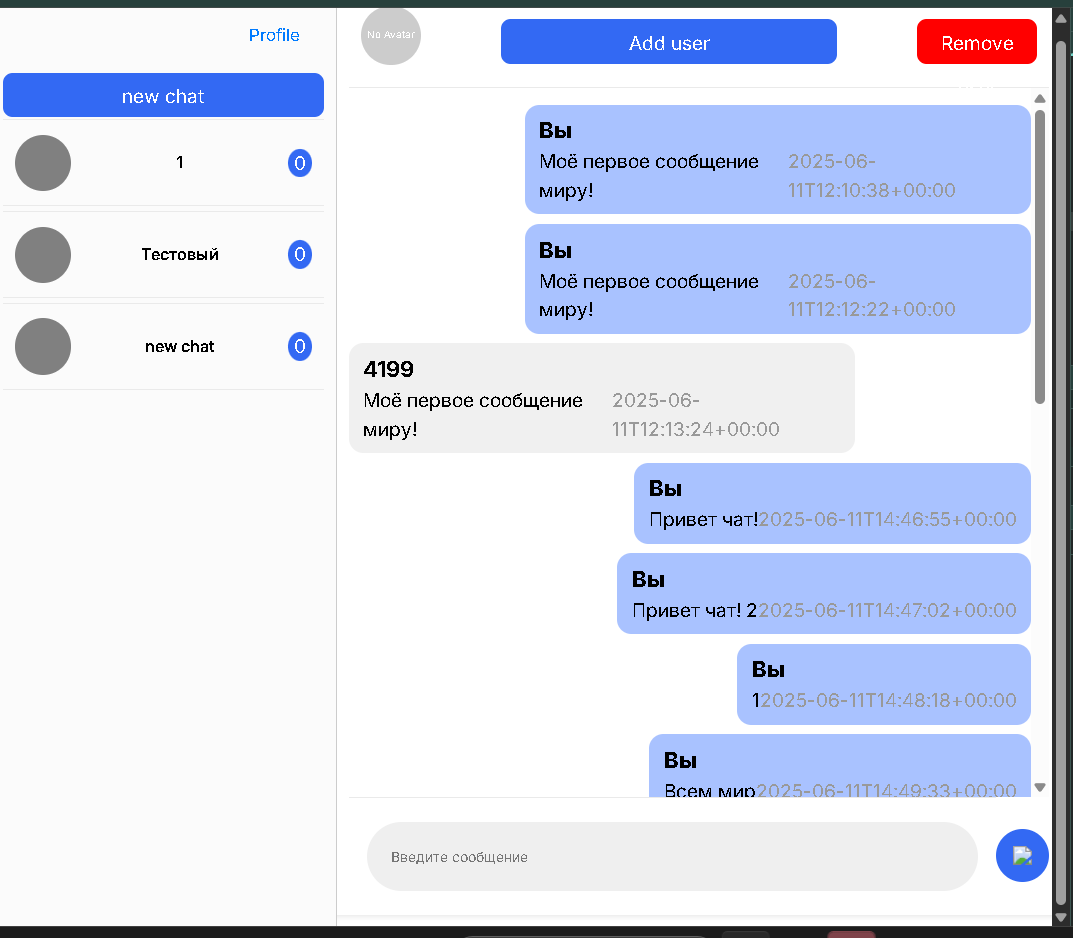 Profile
new chat
1
0
Тестовый
0
new chat
0
No Avatar
Add user
Remove
Вы
Моё первое сообщение
миру!
2025-06-
11T12:10:38+00:00
Вы
Моё первое сообщение
миру!
2025-06-
11T12:12:22+00:00
4199
Моё первое сообщение
миру!
2025-06-
11T12:13:24+00:00
Вы
Привет чат!2025-06-11T14:46:55+00:00
Вы
Привет чат! 22025-06-11T14:47:02+00:00
Вы
12025-06-11T14:48:18+00:00
Вы
Всем мир2025-06-11T14:49:33+00:00
Введите сообщение